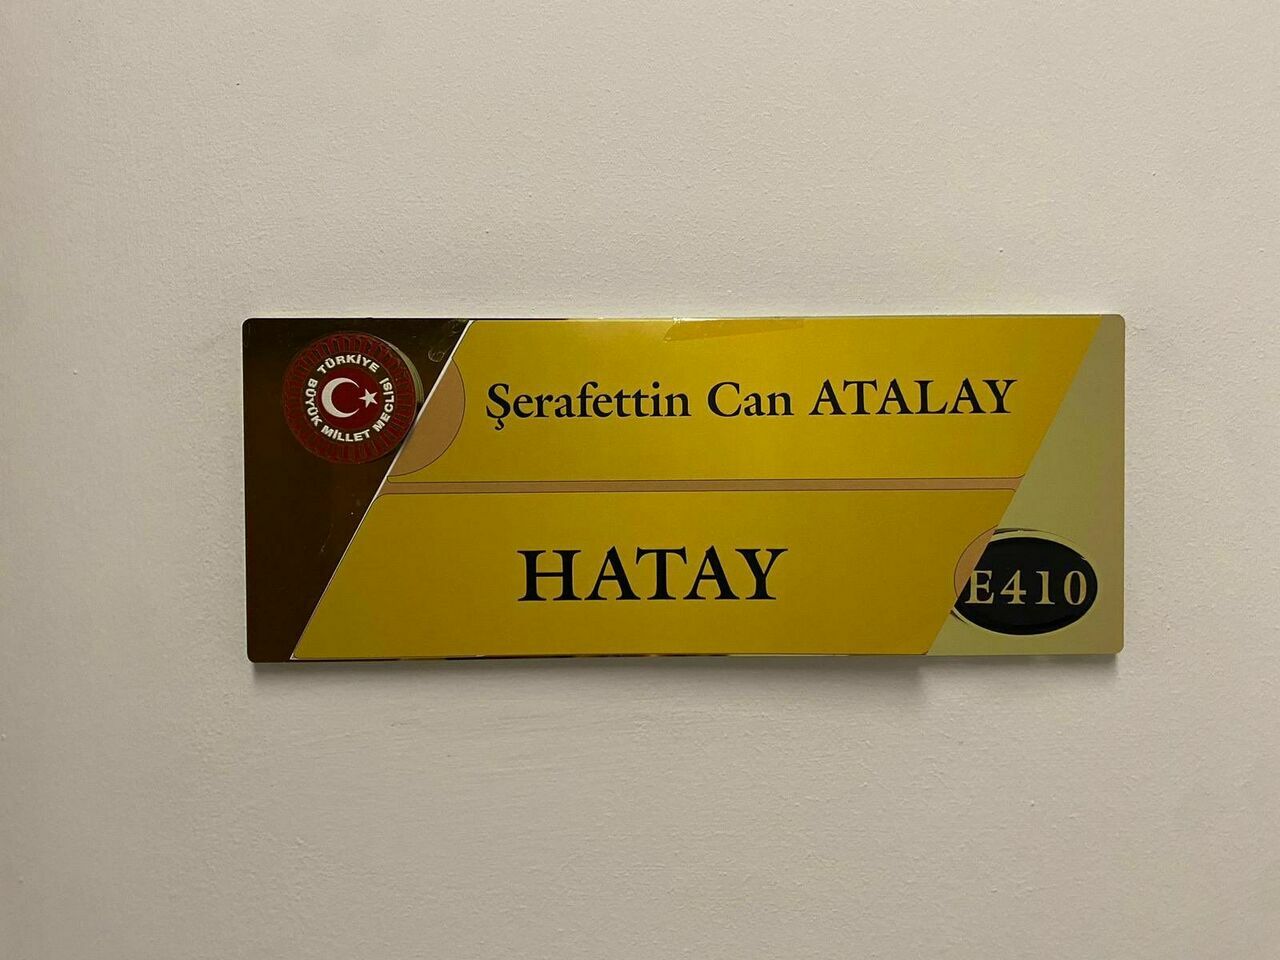 TÜRKİYE
BÜYÜK MİLLET MECLİSİ
Şerafettin Can ATALAY
HATAY
E410